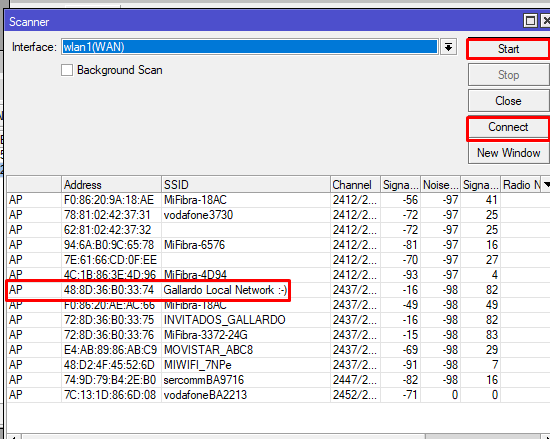 Scanner
Interface: wlan1(WAN) Start
Background Scan
Stop
Close
Connect
New Window
Address SSID Channel Signa... Noise... Signa... Radio N
AP F0:86:20:9A:18:AE MiFibra-18AC 2412/2... -56 -97 41
AP 78:81:02:42:37:31 vodafone3730 2412/2... -72 -97 25
AP 62:81:02:42:37:32 2412/2... -72 -97 25
AP 94:6A:B0:9C:65:78 MiFibra-6576 2412/2... -81 -97 16
AP 7E:61:66:CD:0F:EE 2412/2... -70 -97 27
AP 4C:1B:86:3E:4D:96 MiFibra-4D94 2412/2... -93 -97 4
AP 48:8D:36:B0:33:74 Gallardo Local Network :-) 2437/2... -16 -98 82
AP F0:86:20:AE:AC:66 MiFibra-18AC 2437/2... -49 -98 49
AP 72:8D:36:B0:33:75 INVITADOS_GALLARDO 2437/2... -16 -98 82
AP 72:8D:36:B0:33:76 MiFibra-3372-24G 2437/2... -15 -98 83
AP E4:AB:89:86:AB:C9 MOVISTAR_ABC8 2437/2... -69 -98 29
AP 48:D2:4F:45:52:6D MIWIFI_7NPe 2437/2... -91 -98 7
AP 74:9D:79:B4:2E:B0 sercommBA9716 2447/2... -82 -98 16
AP 7C:13:1D:86:6D:08 vodafoneBA2213 2452/2... -71 0 0